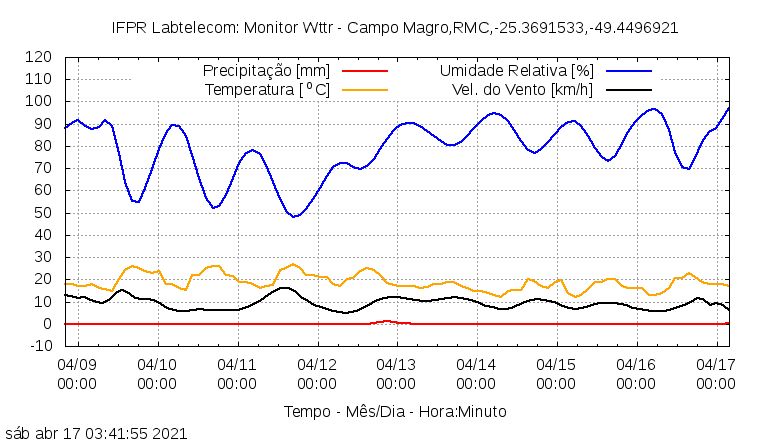 IFPR Labtelecom: Monitor Wttr - Campo Magro,RMC,-25.3691533,-49.4496921
Precipitação [mm]
Temperatura [ºC]
Umidade Relativa [%]
Vel. do Vento [km/h]
120
110
100
90
80
70
60
50
40
30
20
10
0
-10
04/09 04/10 04/11 04/12 04/13 04/14 04/15 04/16 04/17
00:00 00:00 00:00 00:00 00:00 00:00 00:00 00:00 00:00
Tempo - Mês/Dia - Hora:Minuto
sáb abr 17 03:41:55 2021